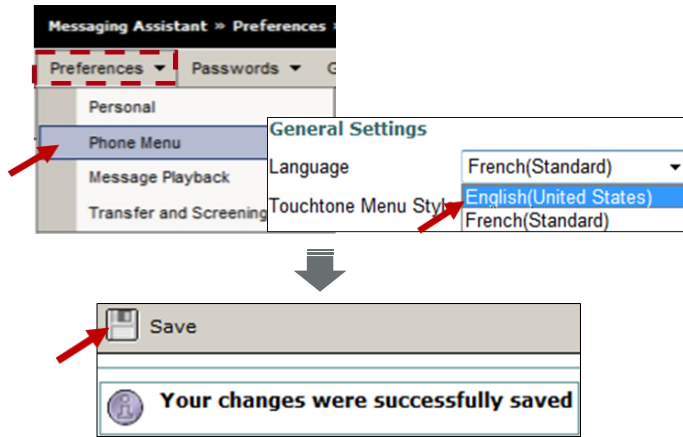 Messaging Assistant » Preferences »
Preferences Passwords G
Personal
Phone Menu
Message Playback
Transfer and Screening
General Settings
Language French(Standard)
Touchtone Menu Style English(United States)
French(Standard)
Save
Your changes were successfully saved